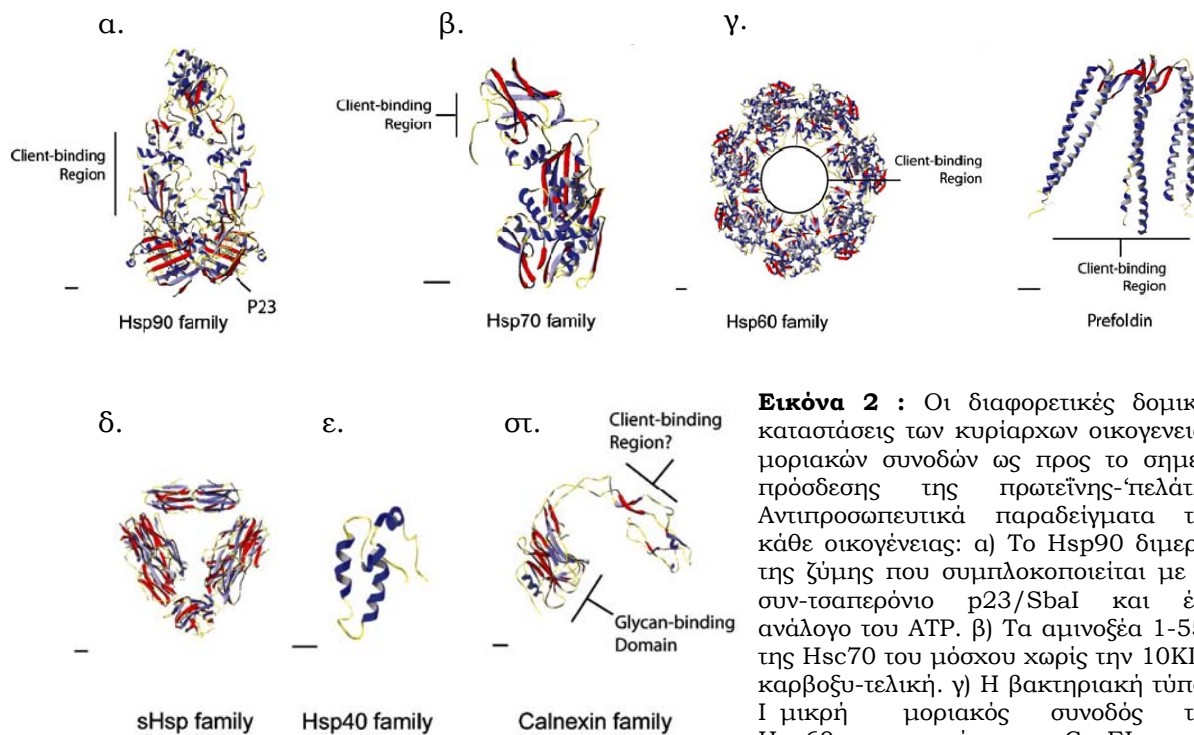 α.
β.
γ.
Client-binding
Region
P23
Hsp90 family
Client-binding
Region
Hsp70 family
Client-binding
Region
Hsp60 family
Client-binding
Region
Prefoldin
δ.
ε.
στ.
sHsp family
Hsp40 family
Client-binding
Region?
Glycan-binding
Domain
Calnexin family
Εικόνα 2 : Οι διαφορετικές δομικ
καταστάσεις των κυρίαρχων οικογενει
μοριακών συνοδών ως προς το σημε
πρόσδεσης της πρωτεΐνης-‘πελάτ
Αντιπροσωπευτικά παραδείγματα τ
κάθε οικογένειας: α) Το Hsp90 διμερ
της ζύμης που συμπλοκοποιείται με
συν-τσαπερόνιο p23/SbaI και έ
ανάλογο του ΑΤΡ. β) Τα αμινοξέα 1-55
της Hsc70 του μόσχου χωρίς την 10K
καρβοξυ-τελική. γ) Η βακτηριακή τύπ
Ι μικρή μοριακός συνοδός τ